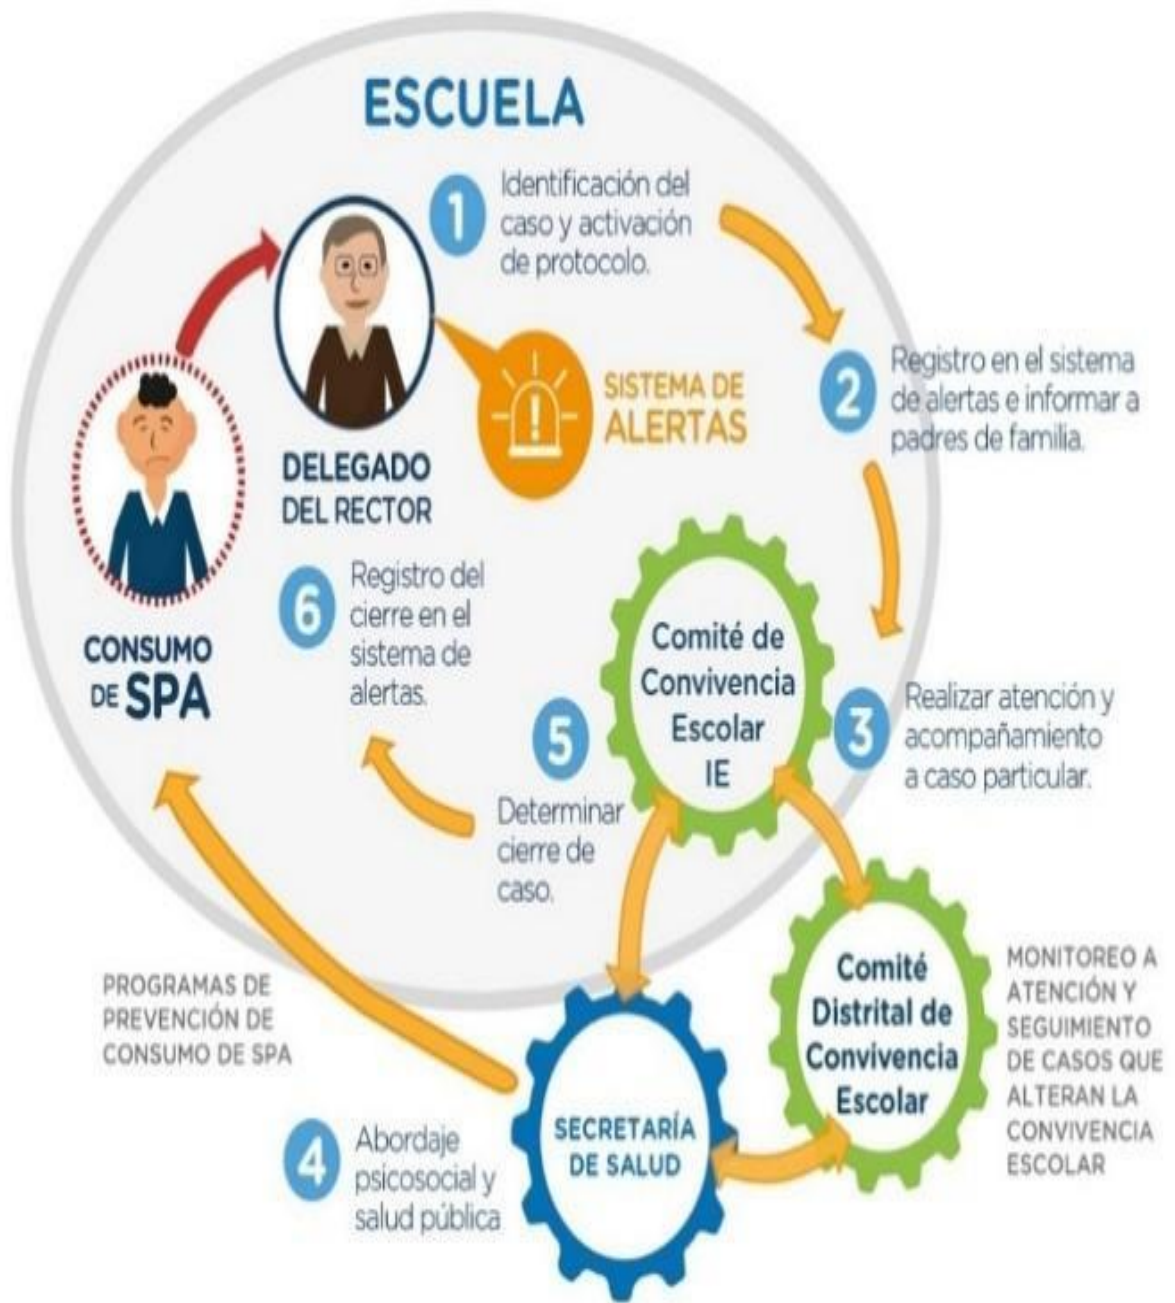 ESCUELA
1
Identificación del
caso y activación
de protocolo.
2
Registro en el sistema
de alertas e informar a
padres de familia.
SISTEMA DE
ALERTAS
DELEGADO
DEL RECTOR
CONSUMO
DE SPA
6
Registro del
cierre en el
sistema de
alertas.
Comité de
Convivencia
Escolar
IE
3
Realizar atención y
acompañamiento
a caso particular.
5
Determinar
cierre de
caso.
PROGRAMAS DE
PREVENCIÓN DE
CONSUMO DE SPA
Comité
Distrital de
Convivencia
Escolar
MONITOREO A
ATENCIÓN Y
SEGUIMIENTO
DE CASOS QUE
ALTERAN LA
CONVIVENCIA
ESCOLAR
SECRETARÍA
DE SALUD
4
Abordaje
psicosocial y
salud pública